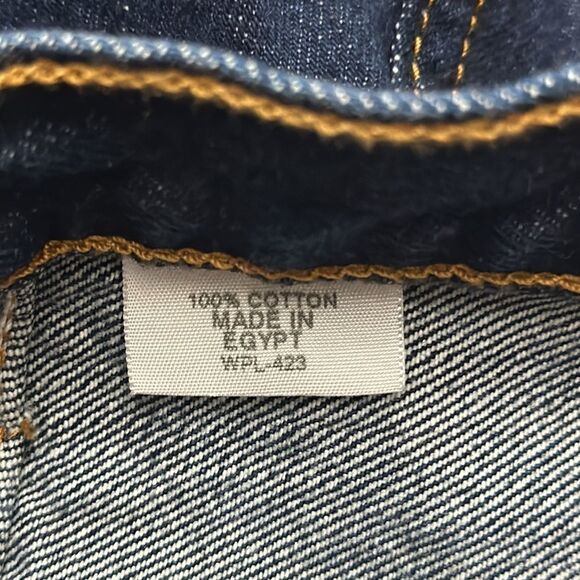 100% COTTON
MADE IN
EGYPT
WPL-423